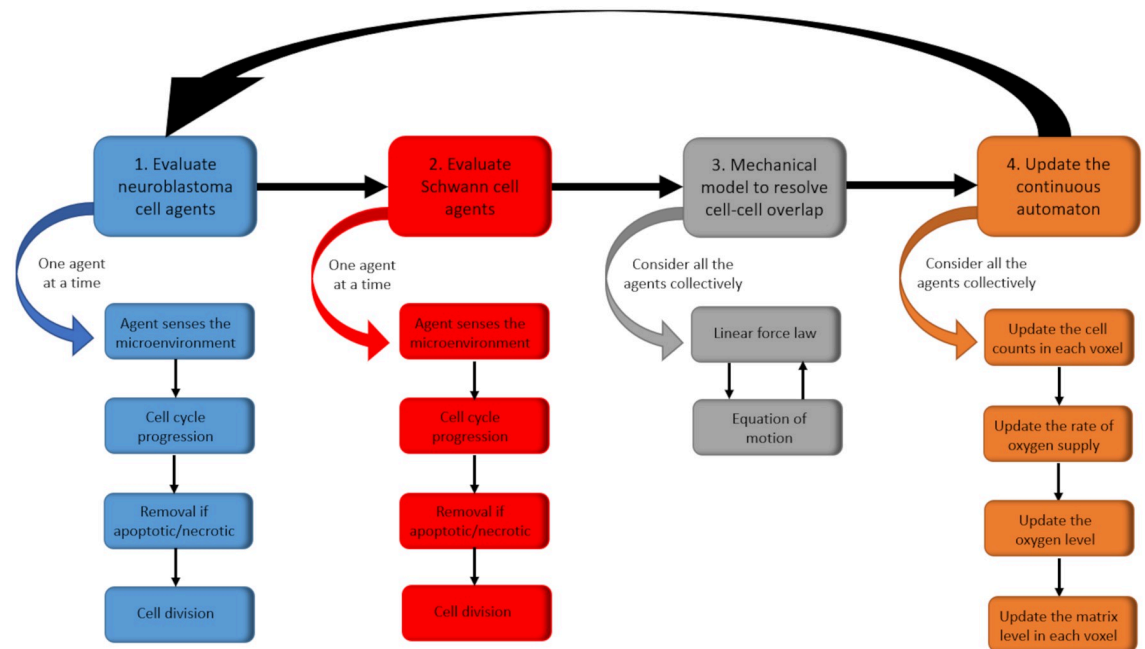 1. Evaluate
neuroblastoma
cell agents
2. Evaluate
Schwann cell
agents
3. Mechanical
model to resolve
cell-cell overlap
4. Update the
continuous
automaton
One agent
at a time
One agent
at a time
Consider all the
agents collectively
Consider all the
agents collectively
Agent senses the
microenvironment
Cell cycle
progression
Removal if
apoptotic/necrotic
Cell division
Agent senses the
microenvironment
Cell cycle
progression
Removal if
apoptotic/necrotic
Cell division
Linear force law
Equation of
motion
Update the cell
counts in each voxel
Update the rate of
oxygen supply
Update the
oxygen level
Update the matrix
level in each voxel